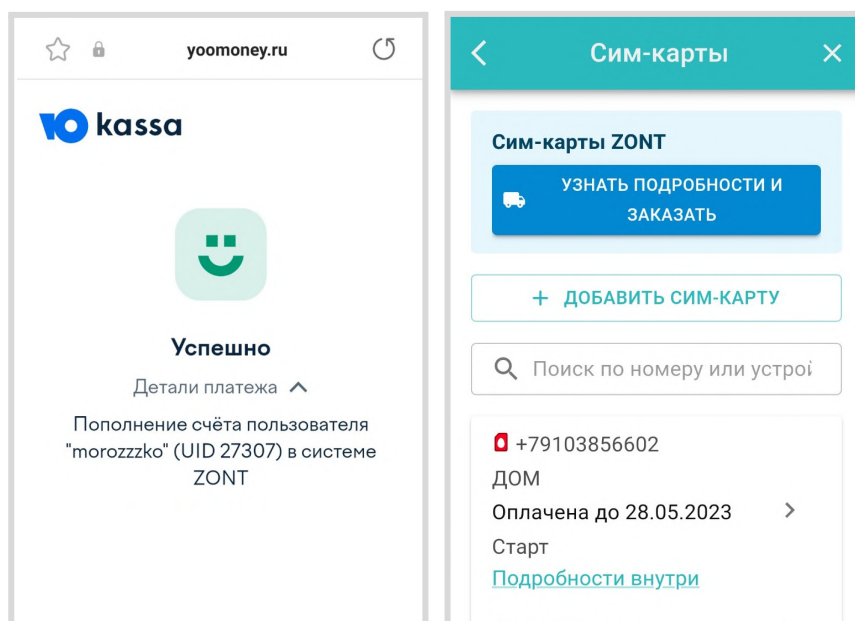 yoomoney.ru
Ю kassa
Успешно
Детали платежа
Пополнение счёта пользователя
"morozzzko" (UID 27307) в системе
ZONT
Сим-карты
Сим-карты ZONT
УЗНАТЬ ПОДРОБНОСТИ И
ЗАКАЗАТЬ
+ ДОБАВИТЬ СИМ-КАРТУ
Поиск по номеру или устрой
+79103856602
ДОМ
Оплачена до 28.05.2023
Старт
Подробности внутри